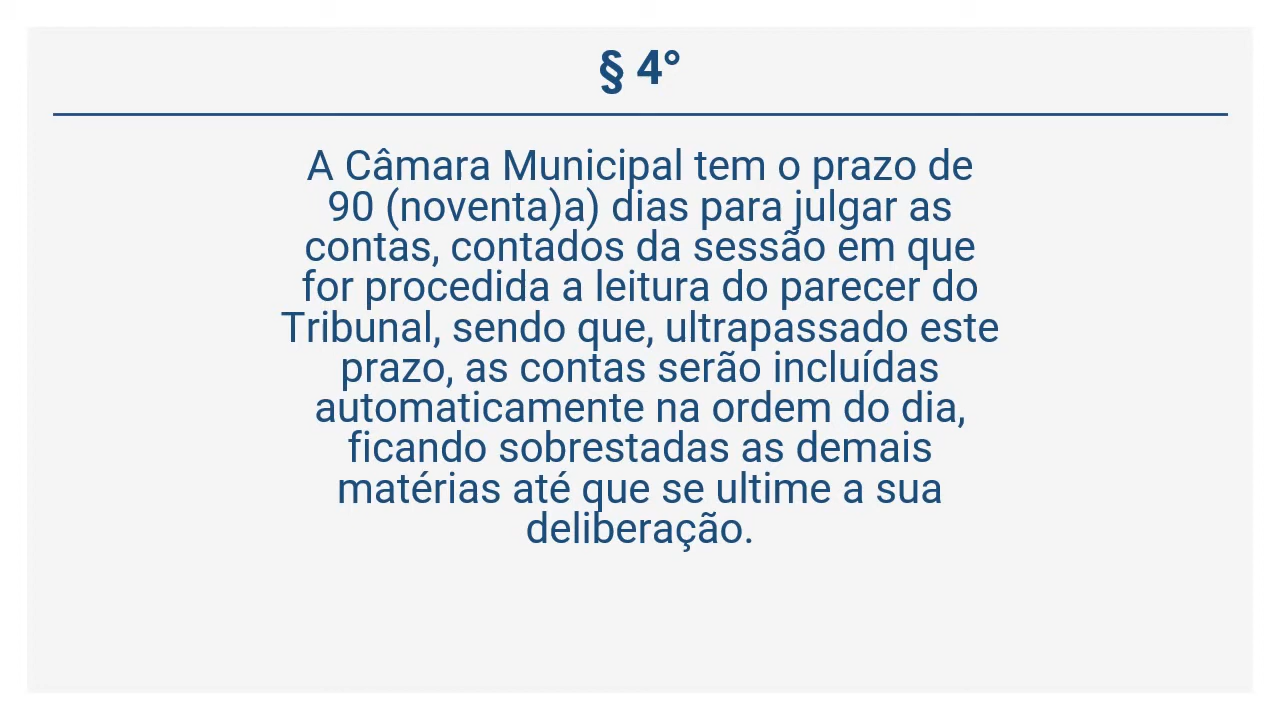 § 4°
A Câmara Municipal tem o prazo de
90 (noventa)a) dias para julgar as
contas, contados da sessão em que
for procedida a leitura do parecer do
Tribunal, sendo que, ultrapassado este
prazo, as contas serão incluídas
automaticamente na ordem do dia,
ficando sobrestadas as demais
matérias até que se ultime a sua
deliberação.